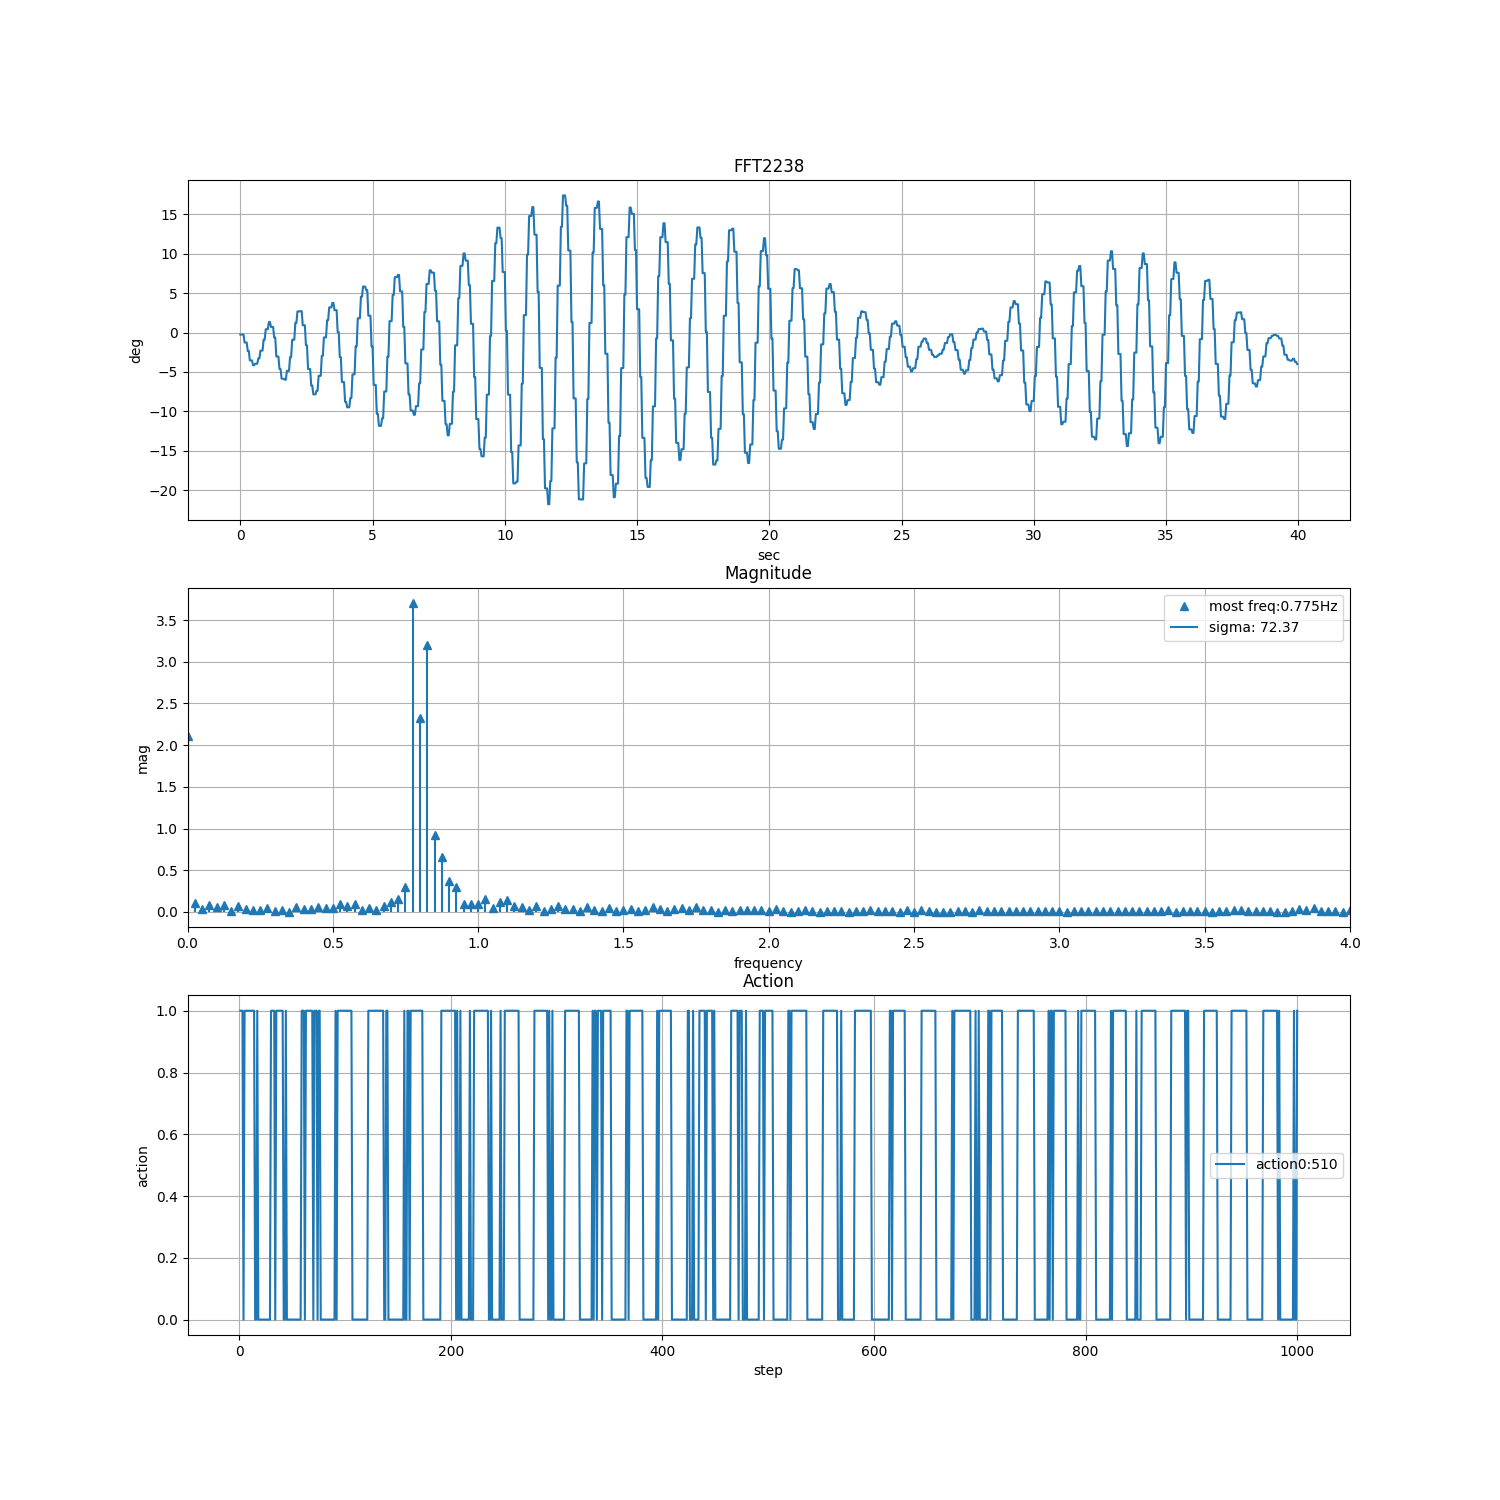 FFT2238
15
10
5
0
−5
−10
−15
−20
deg
0 5 10 15 20 25 30 35 40
sec
Magnitude
most freq:0.775Hz
sigma: 72.37
3.5
3.0
2.5
2.0
1.5
1.0
0.5
0.0
mag
0.0 0.5 1.0 1.5 2.0 2.5 3.0 3.5 4.0
frequency
Action
1.0
0.8
0.6
0.4
0.2
0.0
action
action0:510
0 200 400 600 800 1000
step